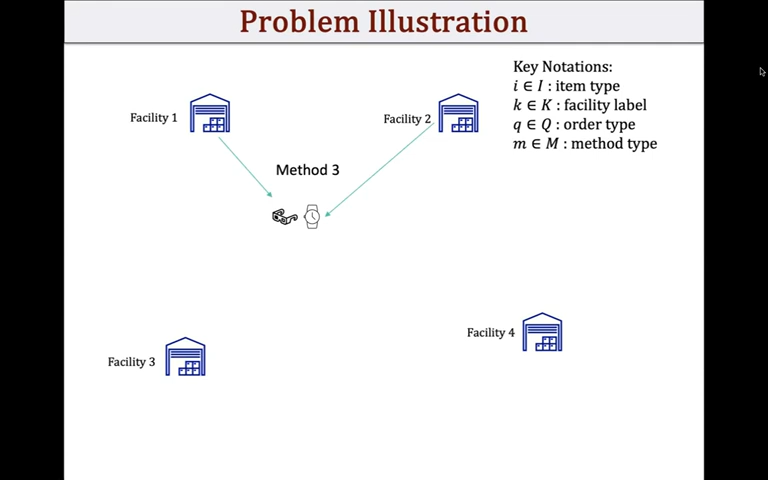 Problem Illustration
Key Notations:
i ∈ I : item type
k ∈ K : facility label
q ∈ Q : order type
m ∈ M : method type
Facility 1
Facility 2
Method 3
Facility 3
Facility 4